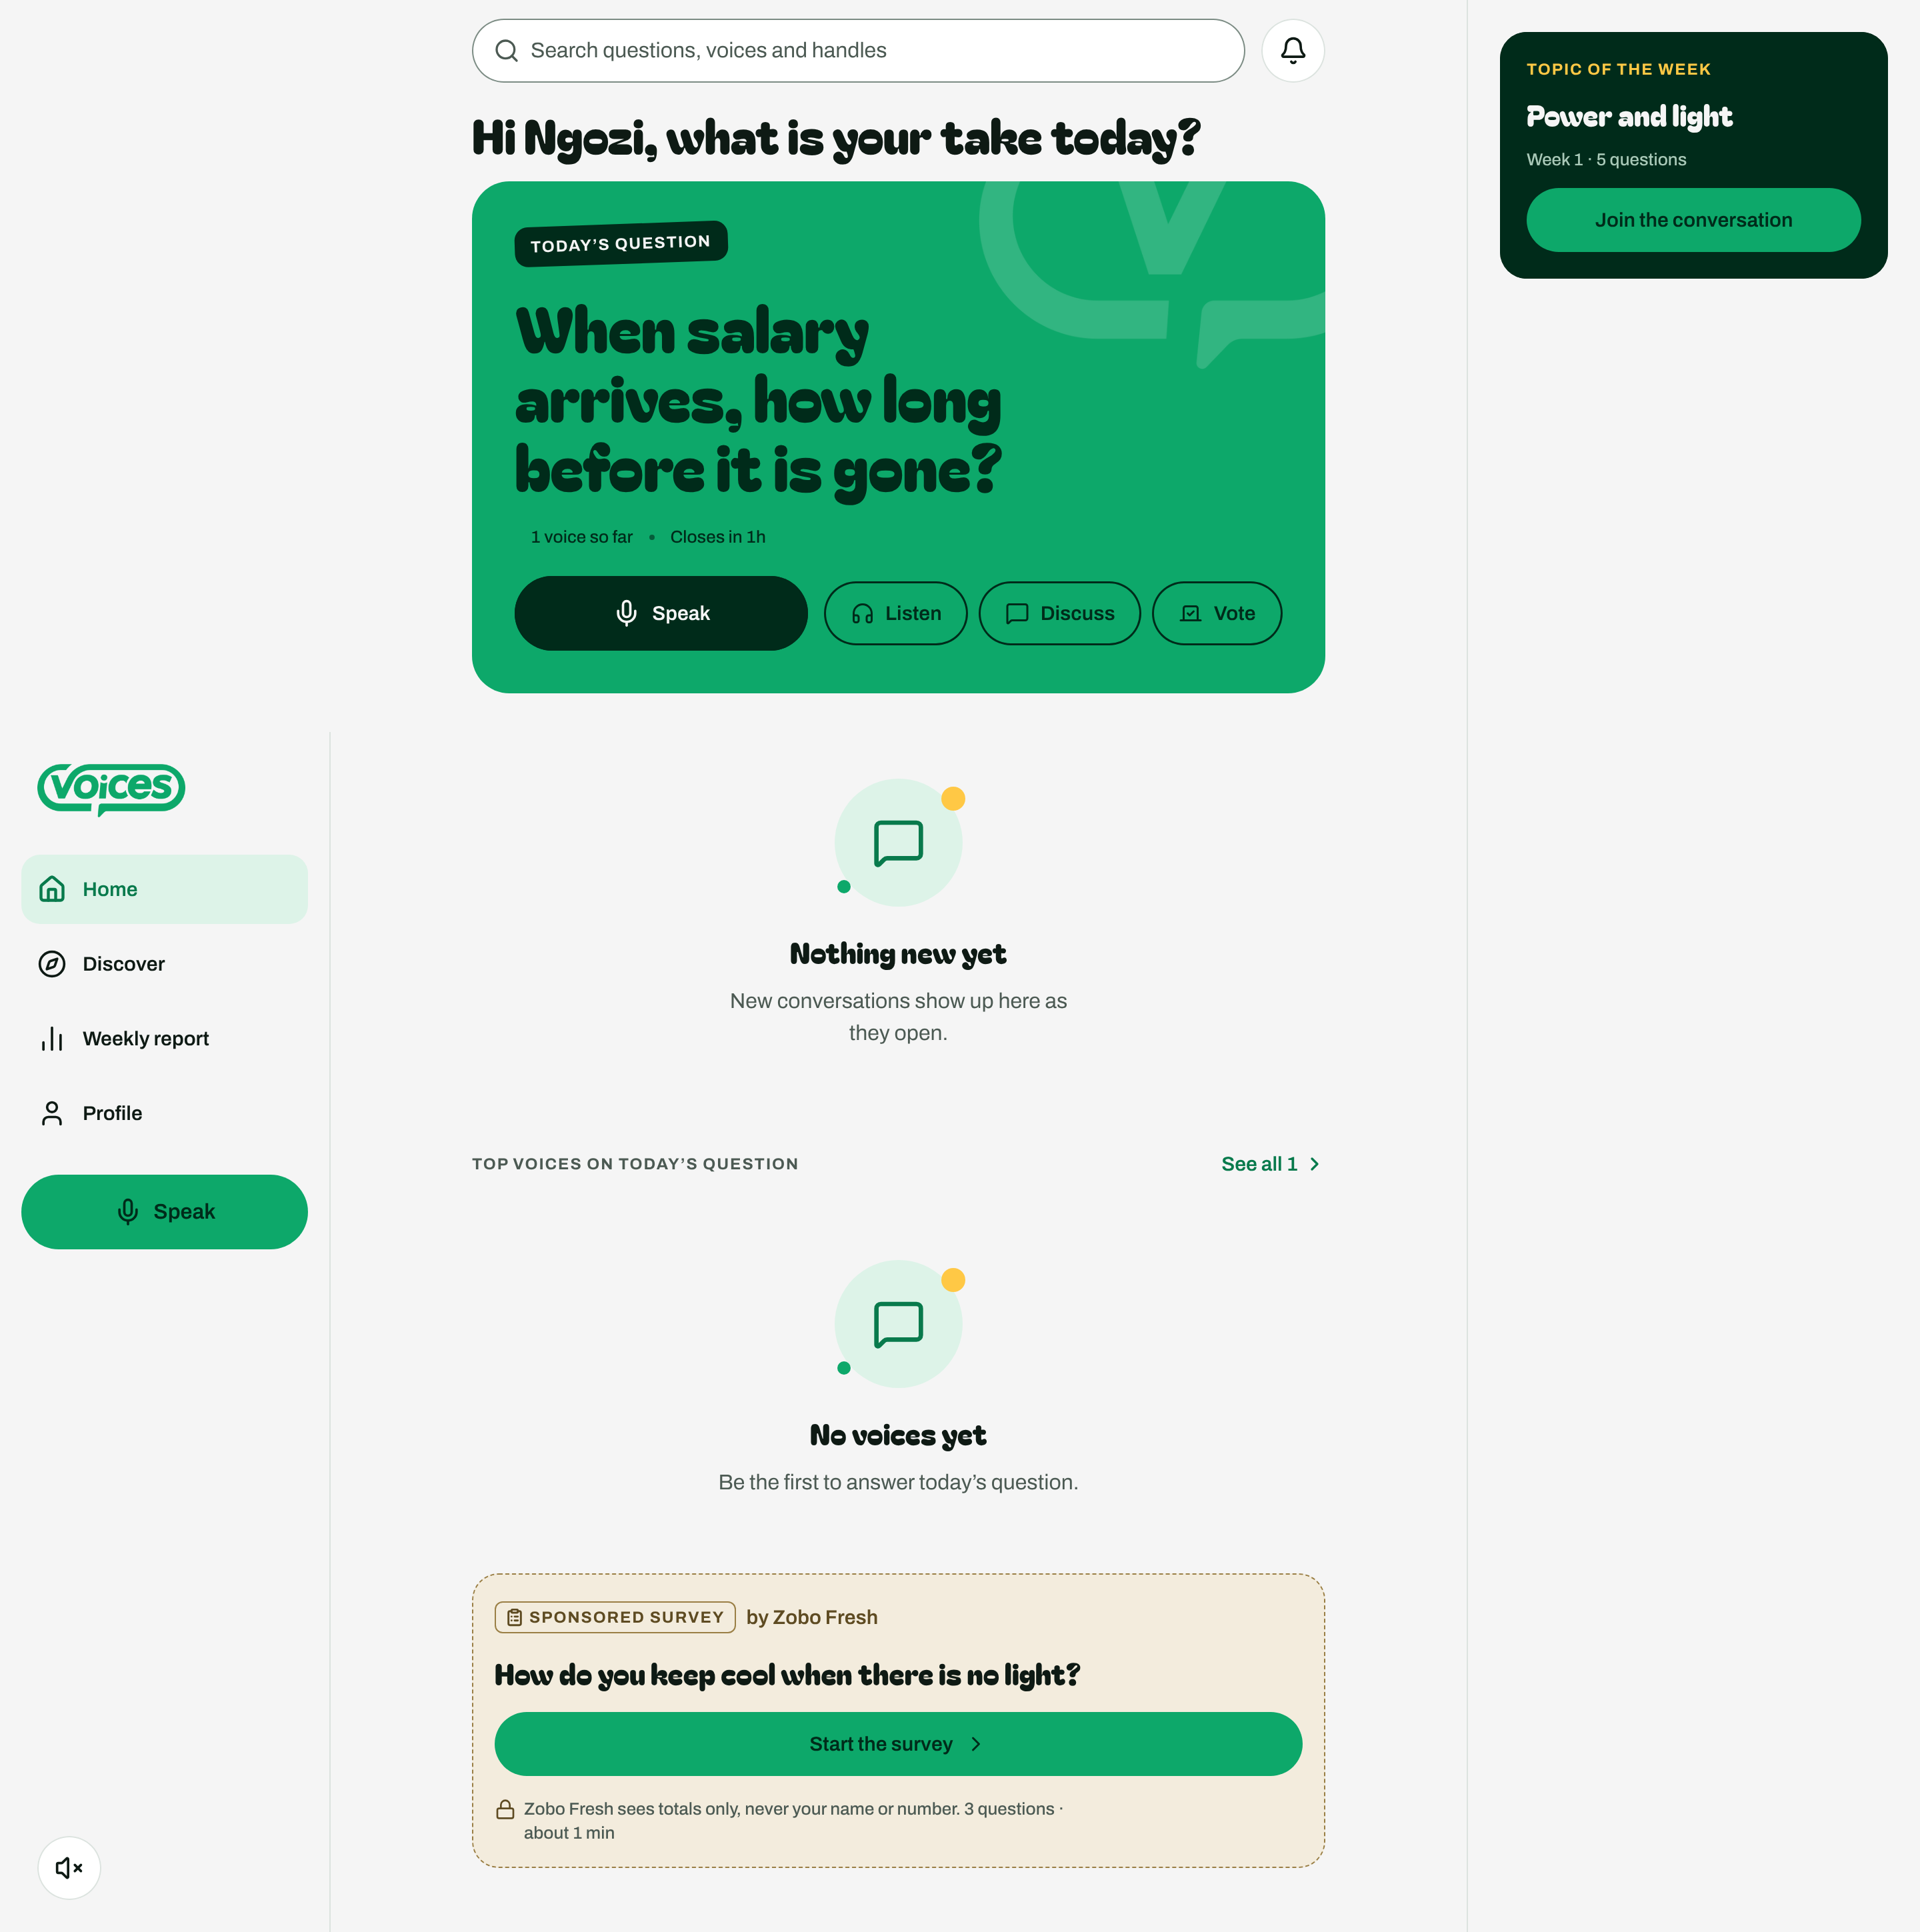 Search questions, voices and handles
Hi Ngozi, what is your take today?
TODAY’S QUESTION
When salary
arrives, how long
before it is gone?
1 voice so far • Closes in 1h
Speak
Listen
Discuss
Vote
TOPIC OF THE WEEK
Power and light
Week 1 · 5 questions
Join the conversation
voices
Home
Discover
Weekly report
Profile
Speak
Nothing new yet
New conversations show up here as
they open.
TOP VOICES ON TODAY’S QUESTION
See all 1
No voices yet
Be the first to answer today’s question.
SPONSORED SURVEY by Zobo Fresh
How do you keep cool when there is no light?
Start the survey
Zobo Fresh sees totals only, never your name or number. 3 questions ·
about 1 min